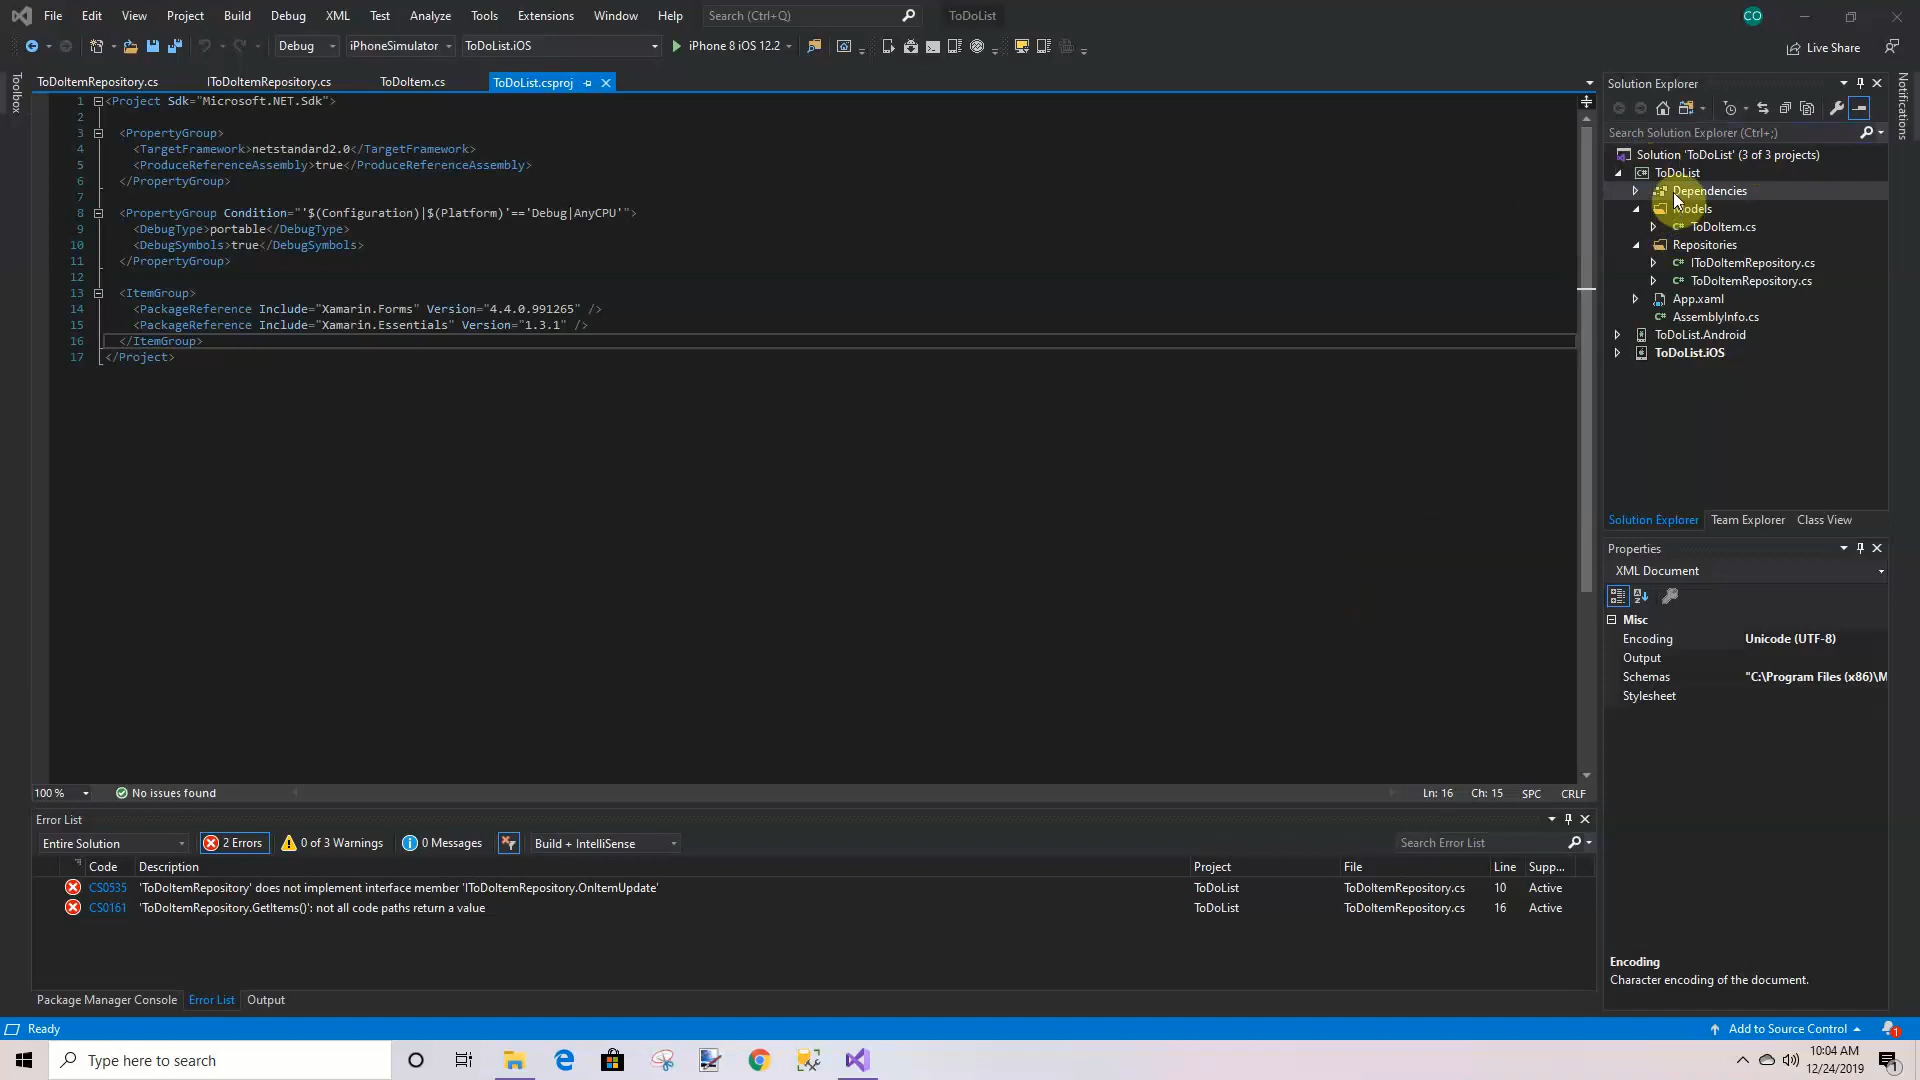 File Edit View Project Build Debug XML Test Analyze Tools Extensions Window Help Search (Ctrl+Q) ToDoList CO
Debug iPhoneSimulator ToDoList.iOS iPhone 8 iOS 12.2 Live Share
Toolbox
ToDoItemRepository.cs IToDoItemRepository.cs ToDoItem.cs ToDoList.csproj
1 <Project Sdk="Microsoft.NET.Sdk">
2
3 <PropertyGroup>
4 <TargetFramework>netstandard2.0</TargetFramework>
5 <ProduceReferenceAssembly>true</ProduceReferenceAssembly>
6 </PropertyGroup>
7
8 <PropertyGroup Condition="'$(Configuration)|$(Platform)'=='Debug|AnyCPU'">
9 <DebugType>portable</DebugType>
10 <DebugSymbols>true</DebugSymbols>
11 </PropertyGroup>
12
13 <ItemGroup>
14 <PackageReference Include="Xamarin.Forms" Version="4.4.0.991265" />
15 <PackageReference Include="Xamarin.Essentials" Version="1.3.1" />
16 </ItemGroup>
17 </Project>
100 % No issues found Ln: 16 Ch: 15 SPC CRLF
Solution Explorer
Search Solution Explorer (Ctrl+;)
Solution 'ToDoList' (3 of 3 projects)
ToDoList
Dependencies
Models
C# ToDoItem.cs
Repositories
C# IToDoItemRepository.cs
C# ToDoItemRepository.cs
App.xaml
C# AssemblyInfo.cs
ToDoList.Android
ToDoList.iOS
Solution Explorer Team Explorer Class View
Notifications
Properties
XML Document
Misc
Encoding Unicode (UTF-8)
Output
Schemas "C:\Program Files (x86)\M
Stylesheet
Encoding
Character encoding of the document.
Error List
Entire Solution 2 Errors 0 of 3 Warnings 0 Messages Build + IntelliSense Search Error List
Code Description Project File Line Supp...
CS0535 'ToDoItemRepository' does not implement interface member 'IToDoItemRepository.OnItemUpdate' ToDoList ToDoItemRepository.cs 10 Active
CS0161 'ToDoItemRepository.GetItems()': not all code paths return a value ToDoList ToDoItemRepository.cs 16 Active
Package Manager Console Error List Output
Ready Add to Source Control 1
Type here to search 10:04 AM
12/24/2019 1